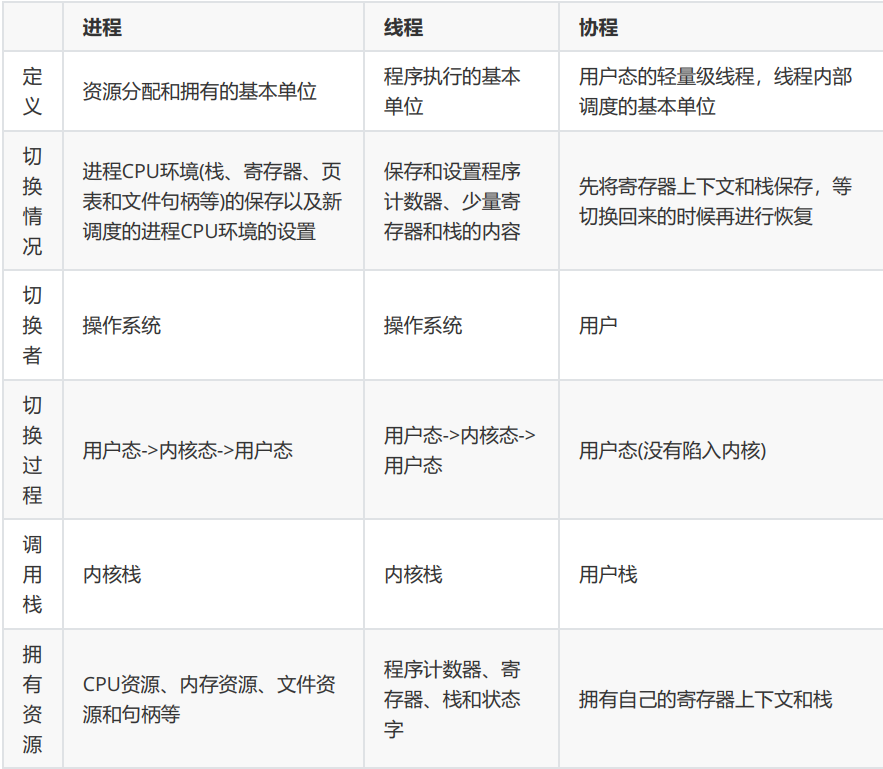 进程
线程
协程
定
义
资源分配和拥有的基本单位
程序执行的基本
单位
用户态的轻量级线程，线程内部
调度的基本单位
切
换
情
况
进程CPU环境(栈、寄存器、页
表和文件句柄等)的保存以及新
调度的进程CPU环境的设置
保存和设置程序
计数器、少量寄
存器和栈的内容
先将寄存器上下文和栈保存，等
切换回来的时候再进行恢复
切
换
者
操作系统
操作系统
用户
切
换
过
程
用户态->内核态->用户态
用户态->内核态->
用户态
用户态(没有陷入内核)
调
用
栈
内核栈
内核栈
用户栈
拥
有
资
源
CPU资源、内存资源、文件资
源和句柄等
程序计数器、寄
存器、栈和状态
字
拥有自己的寄存器上下文和栈